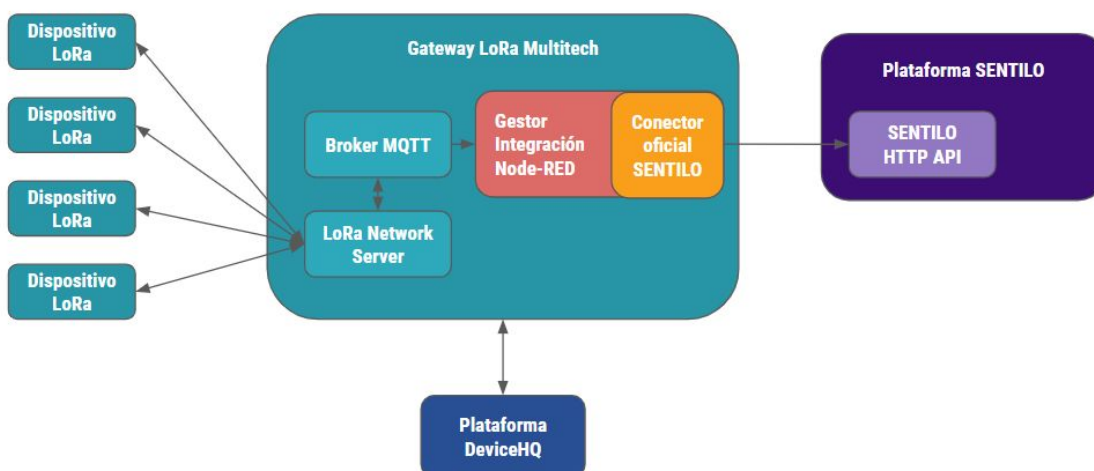 Dispositivo
LoRa
Dispositivo
LoRa
Dispositivo
LoRa
Dispositivo
LoRa
Gateway LoRa Multitech
Broker MQTT
LoRa Network
Server
Gestor
Integración
Node-RED
Conector
oficial
SENTILO
Plataforma SENTILO
SENTILO
HTTP API
Plataforma
DeviceHQ